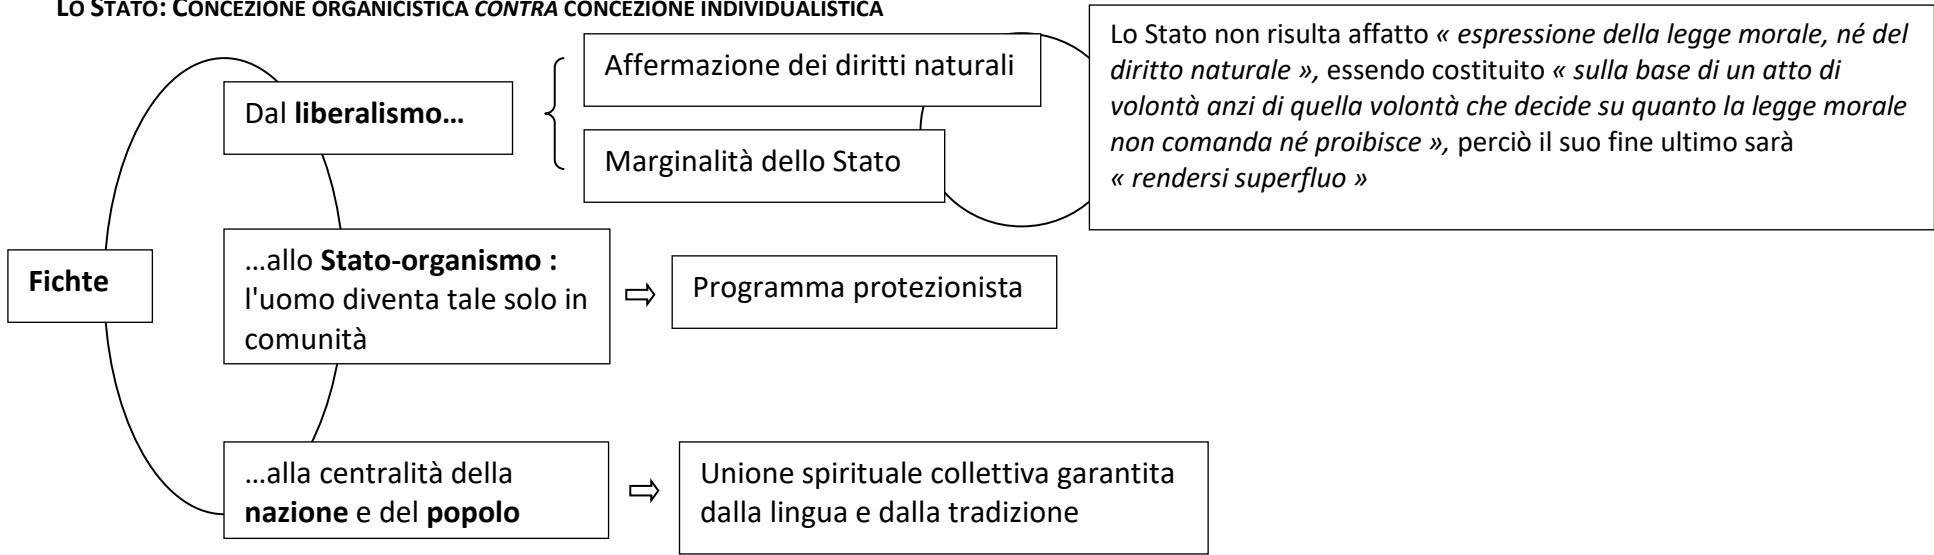 LO STATO: CONCEZIONE ORGANICISTICA CONTRA CONCEZIONE INDIVIDUALISTICA
Fichte
Dal liberalismo…
Affermazione dei diritti naturali
Marginalità dello Stato
Lo Stato non risulta affatto « espressione della legge morale, né del
diritto naturale », essendo costituito « sulla base di un atto di
volontà anzi di quella volontà che decide su quanto la legge morale
non comanda né proibisce », perciò il suo fine ultimo sarà
« rendersi superfluo »
…allo Stato-organismo :
l'uomo diventa tale solo in
comunità
Programma protezionista
…alla centralità della
nazione e del popolo
Unione spirituale collettiva garantita
dalla lingua e dalla tradizione